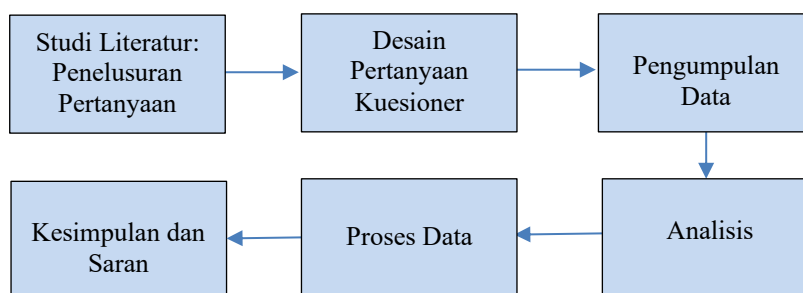 Studi Literatur:
Penelusuran
Pertanyaan
Desain
Pertanyaan
Kuesioner
Pengumpulan
Data
Analisis
Proses Data
Kesimpulan dan
Saran